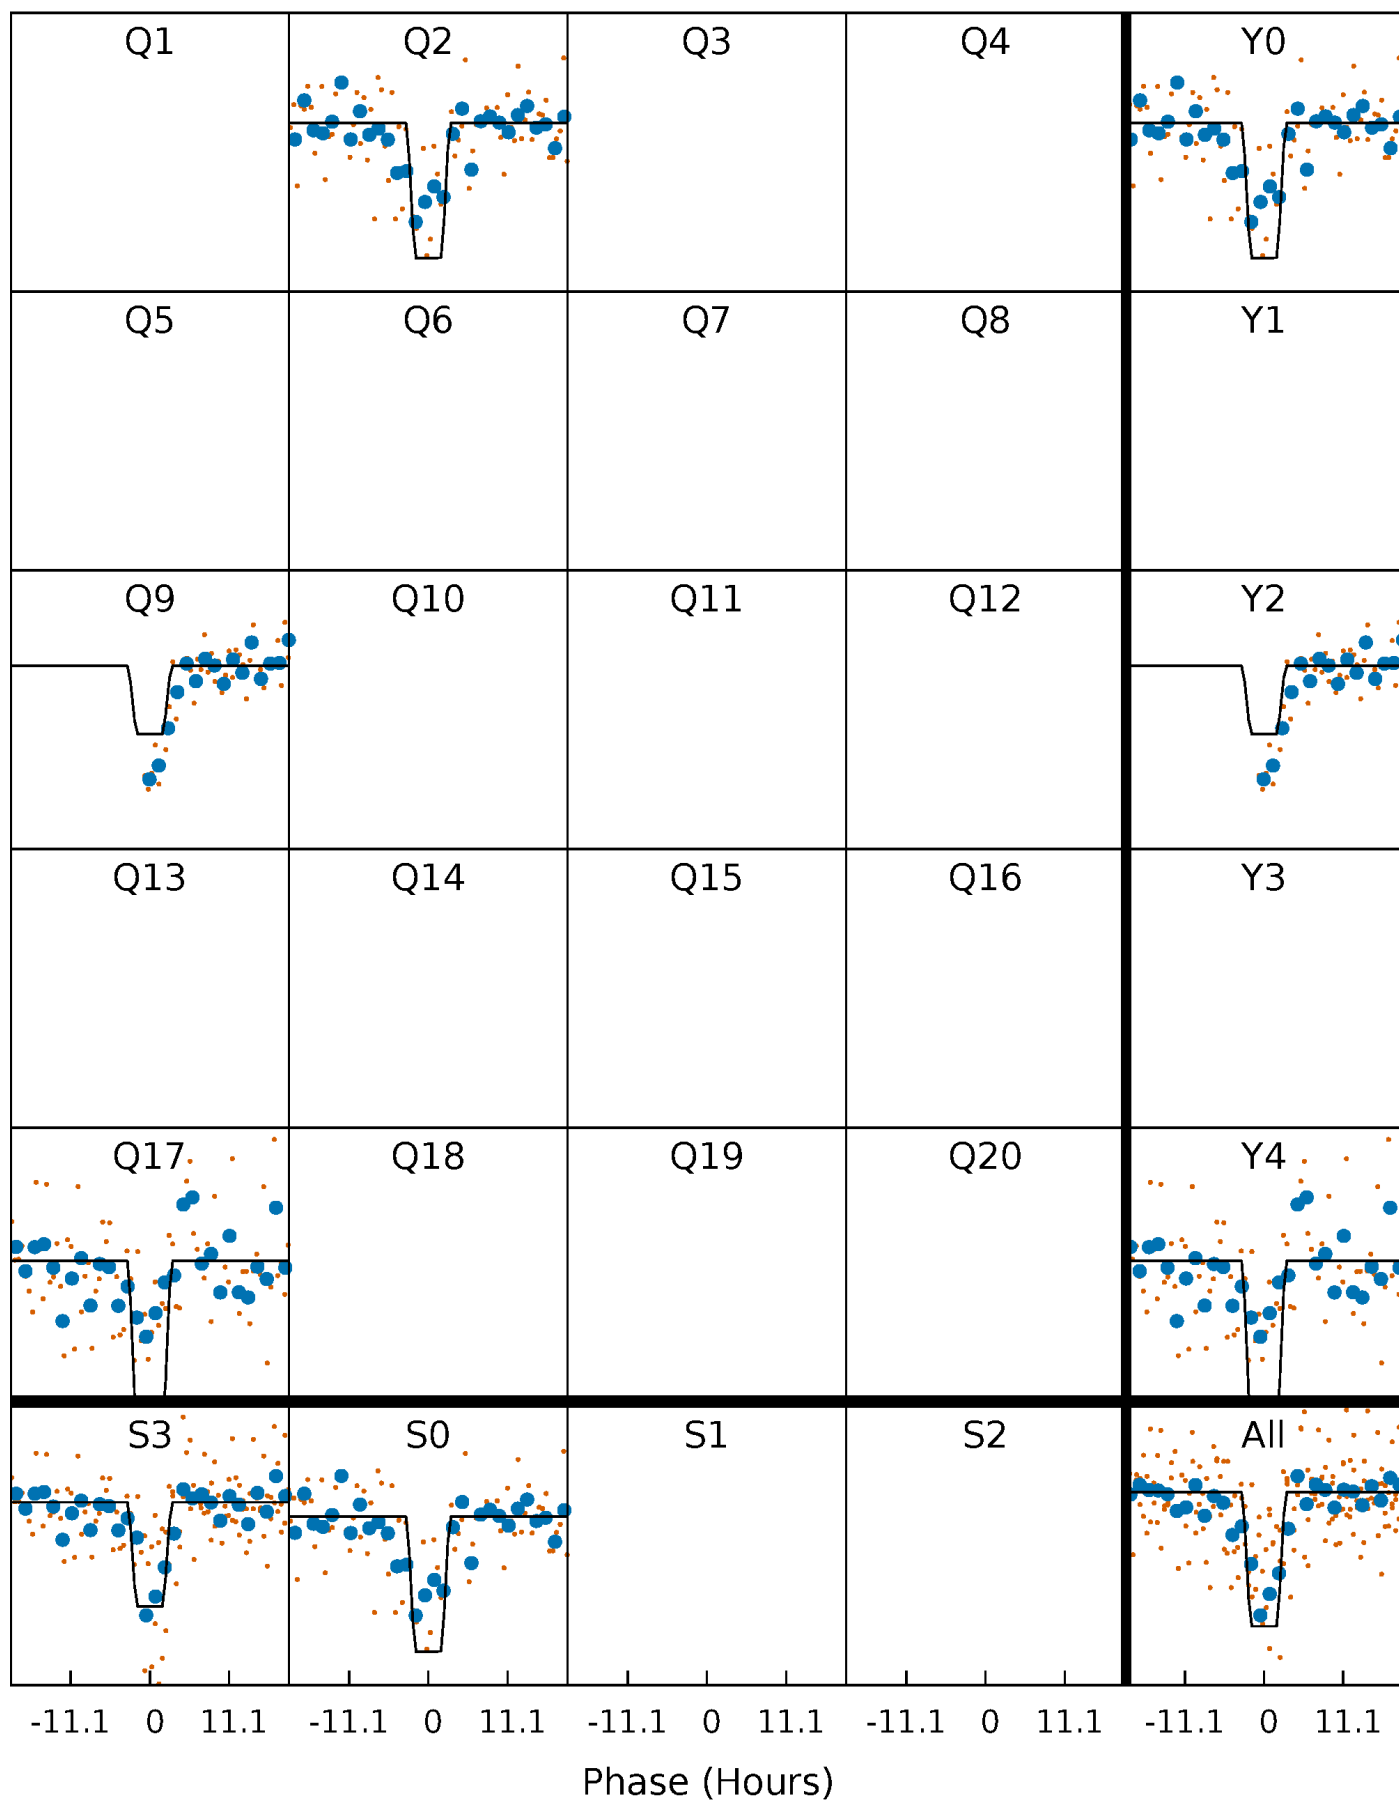 Q1 Q2 Q3 Q4 Y0
Q5 Q6 Q7 Q8 Y1
Q9 Q10 Q11 Q12 Y2
Q13 Q14 Q15 Q16 Y3
Q17 Q18 Q19 Q20 Y4
S3 S0 S1 S2 All
-11.1 0 11.1 -11.1 0 11.1 -11.1 0 11.1 -11.1 0 11.1 -11.1 0 11.1
Phase (Hours)